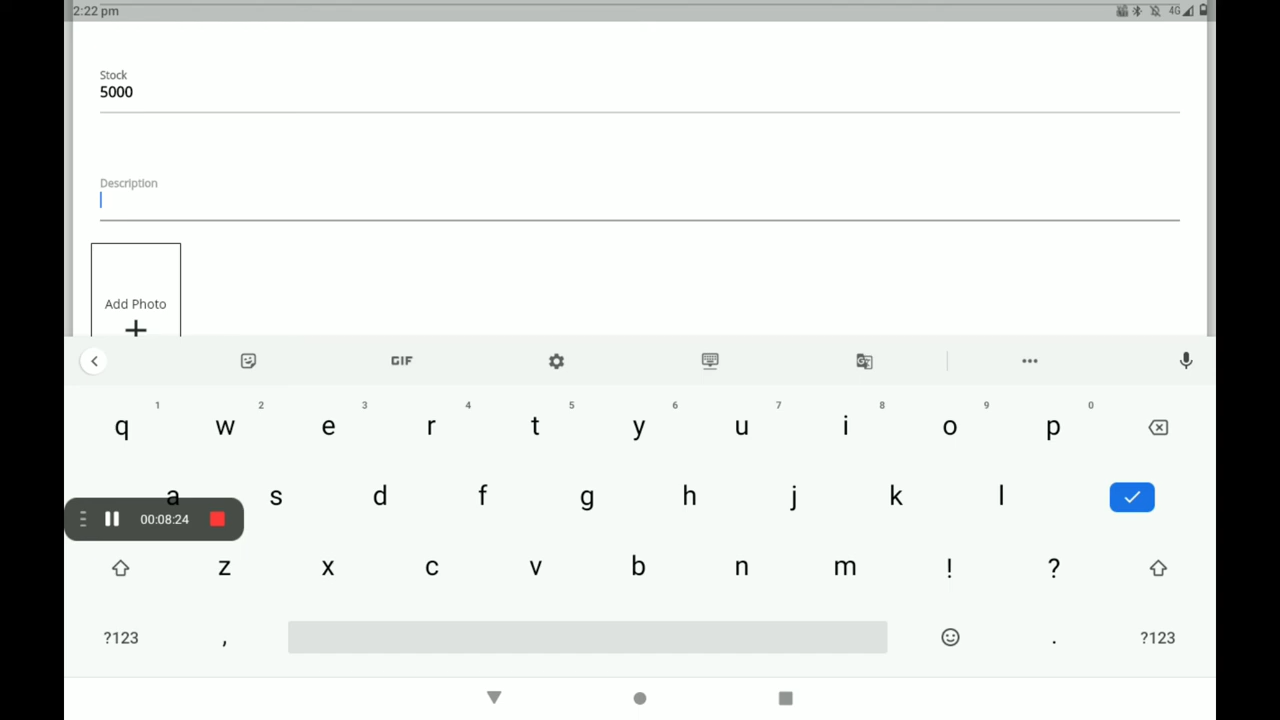 2:22 pm 4G
Stock
5000
Description
Add Photo
+
GIF
1 2 3 4 5 6 7 8 9 0
q w e r t y u i o p
a s d f g h j k l
00:08:24
z x c v b n m ! ?
?123 , . ?123